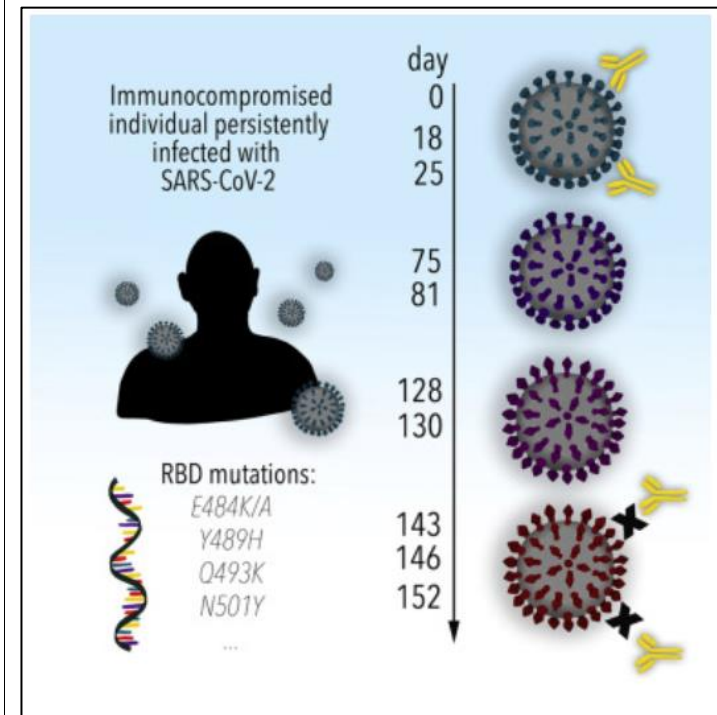 Immunocompromised
individual persistently
infected with
SARS-CoV-2
day
0
18
25
75
81
128
130
143
146
152
RBD mutations:
E484K/A
Y489H
Q493K
N501Y
...